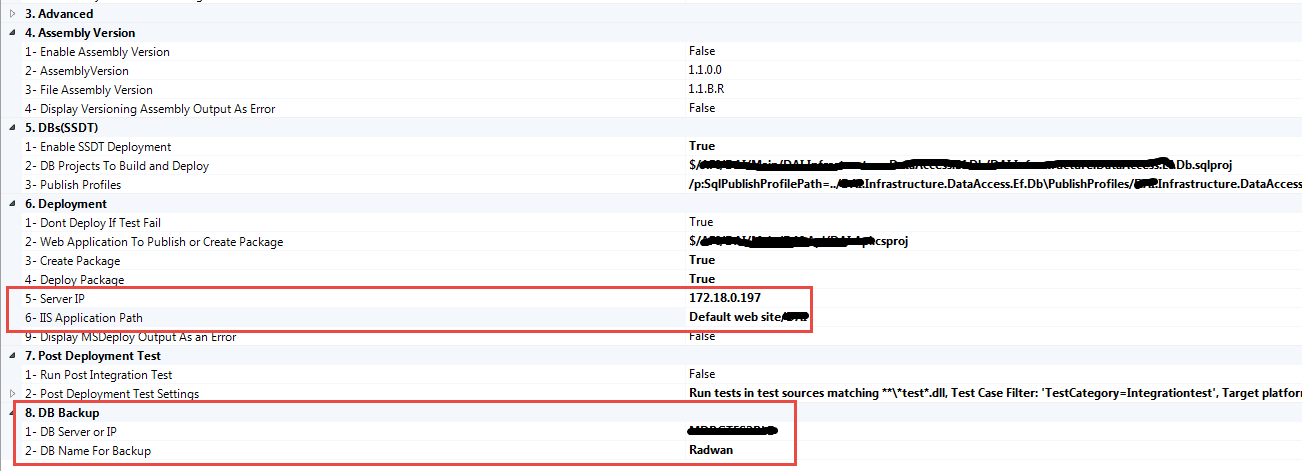 3. Advanced
4. Assembly Version
1- Enable Assembly Version False
2- AssemblyVersion 1.1.0.0
3- File Assembly Version 1.1.B.R
4- Display Versioning Assembly Output As Error False
5. DBs(SSDT)
1- Enable SSDT Deployment True
2- DB Projects To Build and Deploy $/ Db.sqlproj
3- Publish Profiles /p:SqlPublishProfilePath=../ .Infrastructure.DataAccess.Ef.Db\PublishProfiles/ .Infrastructure.DataAccess
6. Deployment
1- Dont Deploy If Test Fail True
2- Web Application To Publish or Create Package $/ csproj
3- Create Package True
4- Deploy Package True
5- Server IP 172.18.0.197
6- IIS Application Path Default web site/
9- Display MSDeploy Output As an Error False
7. Post Deployment Test
1- Run Post Integration Test False
2- Post Deployment Test Settings Run tests in test sources matching **\*test*.dll, Test Case Filter: 'TestCategory=Integrationtest', Target platfor
8. DB Backup
1- DB Server or IP
2- DB Name For Backup Radwan